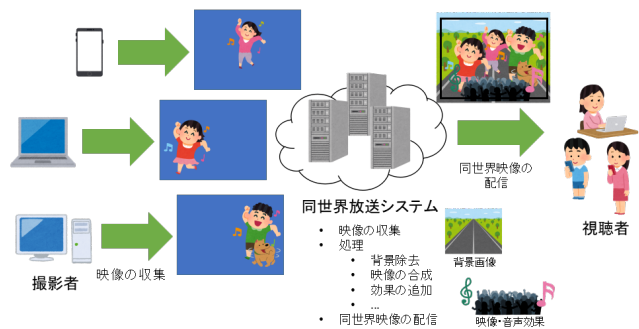 同世界映像の
配信
視聴者
同世界放送システム
• 映像の収集
• 処理
• 背景除去
• 映像の合成
• 効果の追加
• ...
• 同世界映像の配信
撮影者
映像の収集
背景画像
映像・音声効果